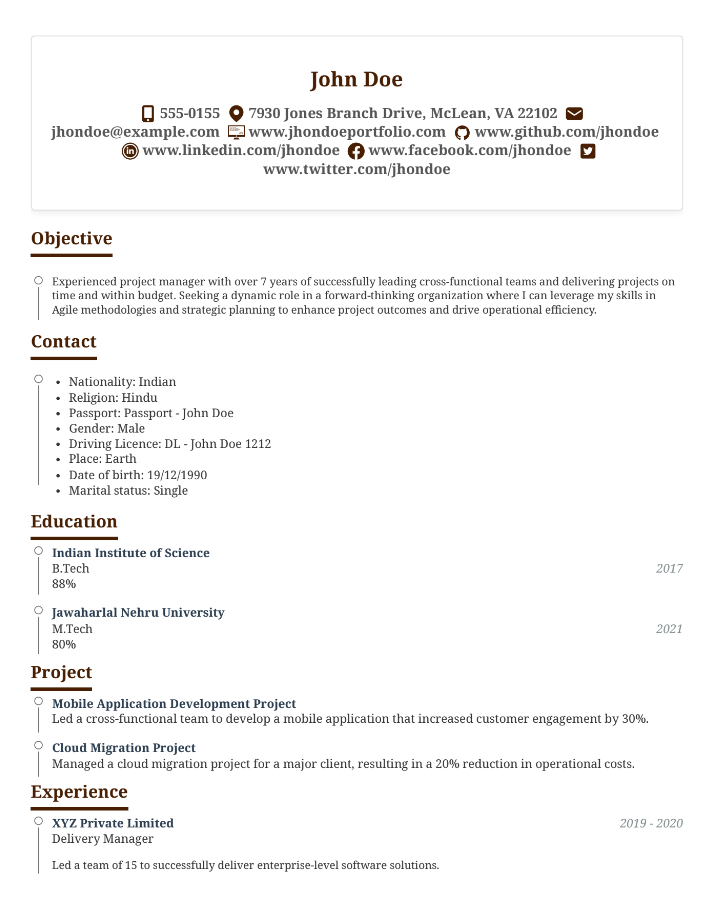 John Doe
555-0155 7930 Jones Branch Drive, McLean, VA 22102
jhondoe@example.com www.jhondoeportfolio.com www.github.com/jhondoe
www.linkedin.com/jhondoe www.facebook.com/jhondoe
www.twitter.com/jhondoe
Objective
Experienced project manager with over 7 years of successfully leading cross-functional teams and delivering projects on
time and within budget. Seeking a dynamic role in a forward-thinking organization where I can leverage my skills in
Agile methodologies and strategic planning to enhance project outcomes and drive operational efficiency.
Contact
• Nationality: Indian
• Religion: Hindu
• Passport: Passport - John Doe
• Gender: Male
• Driving Licence: DL - John Doe 1212
• Place: Earth
• Date of birth: 19/12/1990
• Marital status: Single
Education
Indian Institute of Science
B.Tech 2017
88%
Jawaharlal Nehru University
M.Tech 2021
80%
Project
Mobile Application Development Project
Led a cross-functional team to develop a mobile application that increased customer engagement by 30%.
Cloud Migration Project
Managed a cloud migration project for a major client, resulting in a 20% reduction in operational costs.
Experience
XYZ Private Limited 2019 - 2020
Delivery Manager
Led a team of 15 to successfully deliver enterprise-level software solutions.